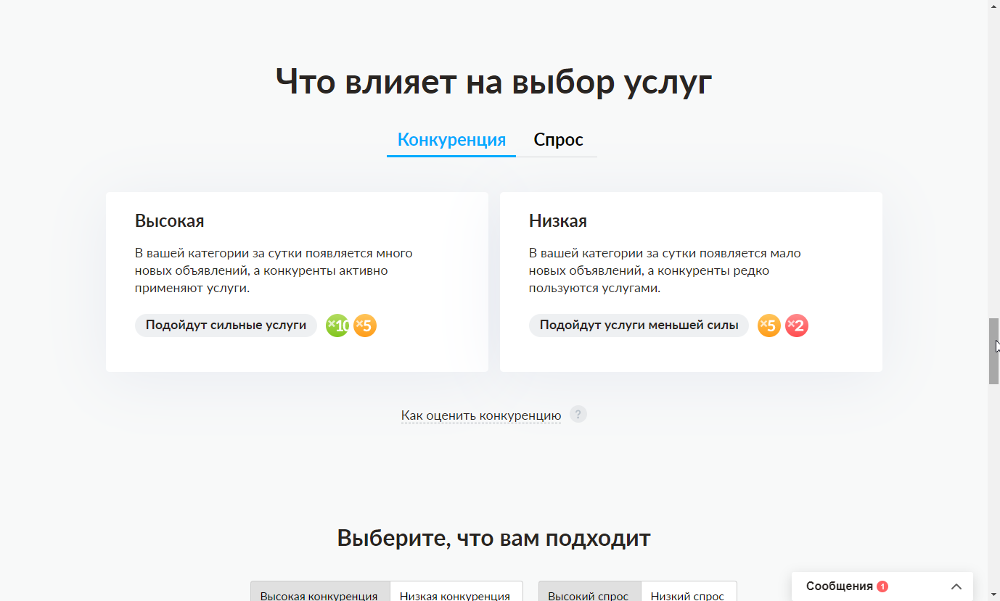 Что влияет на выбор услуг
Конкуренция Спрос
Высокая
В вашей категории за сутки появляется много
новых объявлений, а конкуренты активно
применяют услуги.
Подойдут сильные услуги ×10 ×5
Низкая
В вашей категории за сутки появляется мало
новых объявлений, а конкуренты редко
пользуются услугами.
Подойдут услуги меньшей силы ×5 ×2
Как оценить конкуренцию ?
Выберите, что вам подходит
Высокая конкуренция Низкая конкуренция Высокий спрос Низкий спрос
Сообщения 1